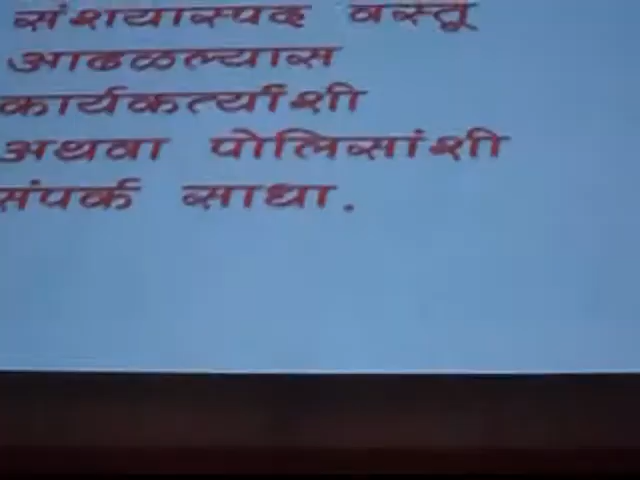 संशयास्पद वस्तू
आढळल्यास
कार्यकर्त्यांशी
अथवा पोलिसांशी
संपर्क साधा.